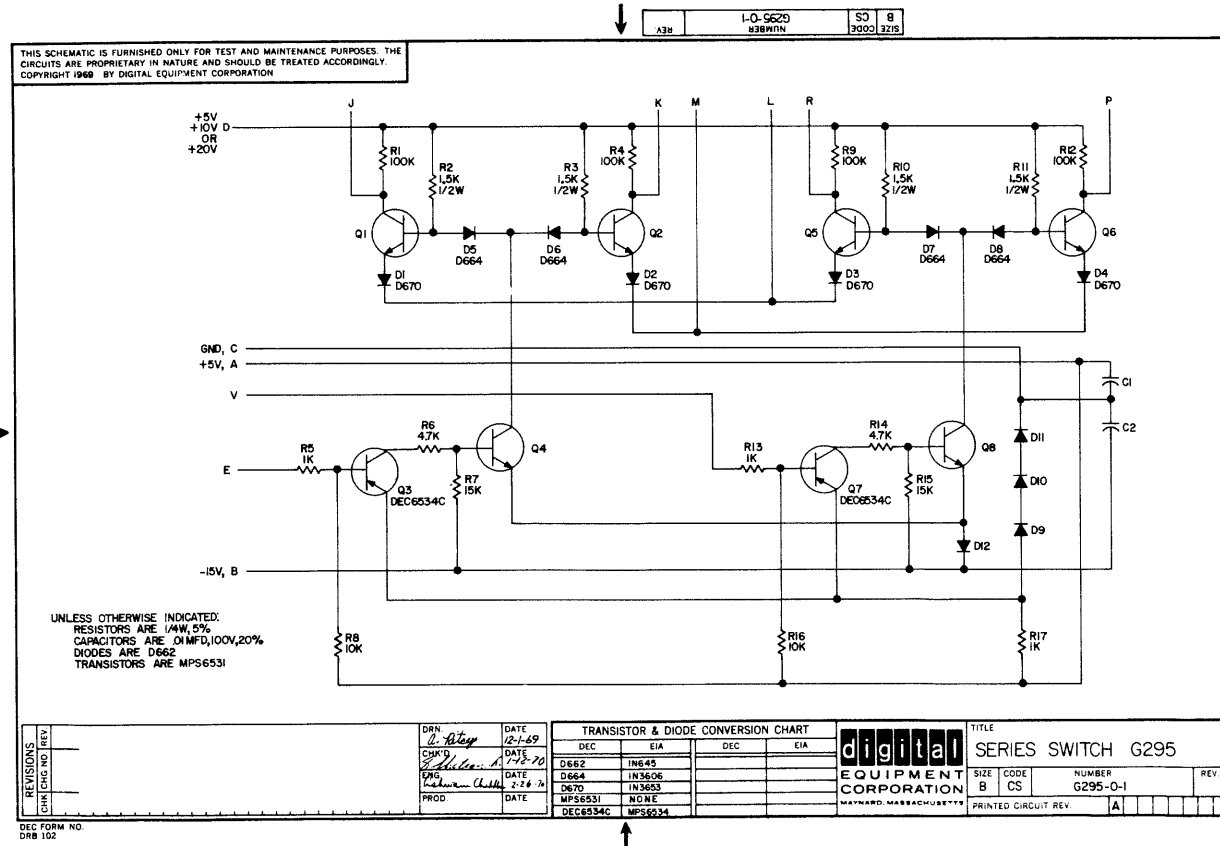 SIZE CODE NUMBER REV.
B CS G295-0-1
THIS SCHEMATIC IS FURNISHED ONLY FOR TEST AND MAINTENANCE PURPOSES. THE
CIRCUITS ARE PROPRIETARY IN NATURE AND SHOULD BE TREATED ACCORDINGLY.
COPYRIGHT 1969 BY DIGITAL EQUIPMENT CORPORATION
J K M L R P
+5V
+10V D
OR
+20V
R1
100K
R2
1.5K
1/2W
R3
1.5K
1/2W
R4
100K
R9
100K
R10
1.5K
1/2W
R11
1.5K
1/2W
R12
100K
Q1
D5
D664
D6
D664
Q2
Q5
D7
D664
D8
D664
Q6
D1
D670
D2
D670
D3
D670
D4
D670
GND, C
+5V, A
V
C1
C2
R5
1K
R6
4.7K
Q4
R13
1K
R14
4.7K
Q8
D11
E
Q3
DEC6534C
R7
15K
Q7
DEC6534C
R15
15K
D10
D9
D12
-15V, B
UNLESS OTHERWISE INDICATED:
RESISTORS ARE 1/4W, 5%
CAPACITORS ARE .01MFD, 100V, 20%
DIODES ARE D662
TRANSISTORS ARE MPS6531
R8
10K
R16
10K
R17
1K
REVISIONS
CHK CHG NO. REV.
DRN. DATE
12-1-69
CHK'D DATE
1-12-70
ENG. DATE
2-26-70
PROD. DATE
TRANSISTOR & DIODE CONVERSION CHART
DEC EIA DEC EIA
D662 IN645
D664 IN3606
D670 IN3653
MPS6531 NONE
DEC6534C MPS6534
digital
EQUIPMENT
CORPORATION
MAYNARD, MASSACHUSETTS
TITLE
SERIES SWITCH G295
SIZE CODE NUMBER REV.
B CS G295-0-1
PRINTED CIRCUIT REV. A
DEC FORM NO.
DRB 102